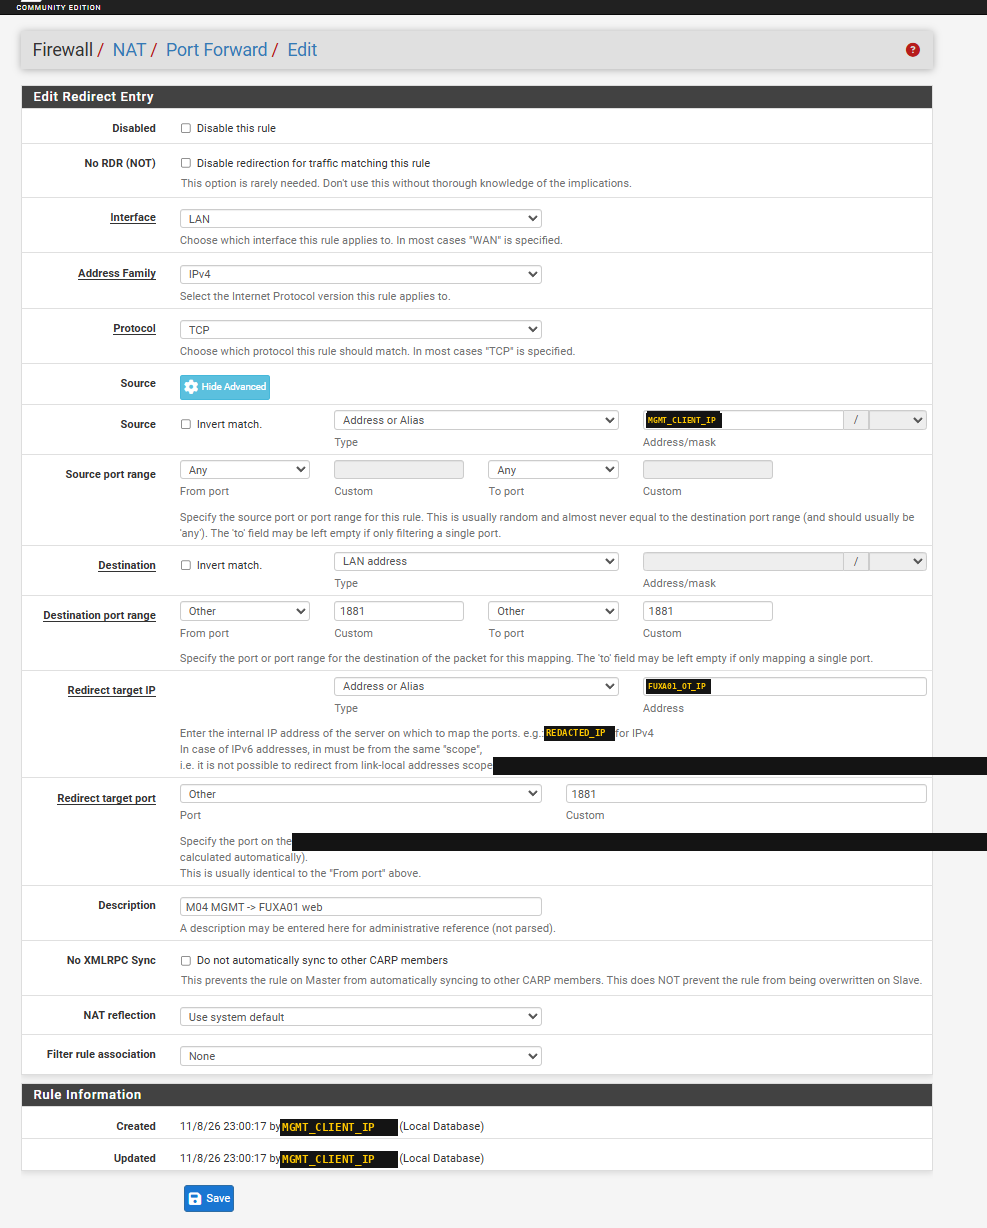 COMMUNITY EDITION
Firewall / NAT / Port Forward / Edit
?
Edit Redirect Entry
Disabled Disable this rule
No RDR (NOT) Disable redirection for traffic matching this rule
This option is rarely needed. Don't use this without thorough knowledge of the implications.
Interface LAN
Choose which interface this rule applies to. In most cases "WAN" is specified.
Address Family IPv4
Select the Internet Protocol version this rule applies to.
Protocol TCP
Choose which protocol this rule should match. In most cases "TCP" is specified.
Source Hide Advanced
Source Invert match. Address or Alias MGMT_CLIENT_IP /
Type Address/mask
Source port range Any Any
From port Custom To port Custom
Specify the source port or port range for this rule. This is usually random and almost never equal to the destination port range (and should usually be
'any'). The 'to' field may be left empty if only filtering a single port.
Destination Invert match. LAN address /
Type Address/mask
Destination port range Other 1881 Other 1881
From port Custom To port Custom
Specify the port or port range for the destination of the packet for this mapping. The 'to' field may be left empty if only mapping a single port.
Redirect target IP Address or Alias FUXA01_OT_IP
Type Address
Enter the internal IP address of the server on which to map the ports. e.g.: REDACTED_IP for IPv4
In case of IPv6 addresses, in must be from the same "scope",
i.e. it is not possible to redirect from link-local addresses scope
Redirect target port Other 1881
Port Custom
Specify the port on the
calculated automatically).
This is usually identical to the "From port" above.
Description M04 MGMT -> FUXA01 web
A description may be entered here for administrative reference (not parsed).
No XMLRPC Sync Do not automatically sync to other CARP members
This prevents the rule on Master from automatically syncing to other CARP members. This does NOT prevent the rule from being overwritten on Slave.
NAT reflection Use system default
Filter rule association None
Rule Information
Created 11/8/26 23:00:17 by MGMT_CLIENT_IP (Local Database)
Updated 11/8/26 23:00:17 by MGMT_CLIENT_IP (Local Database)
Save